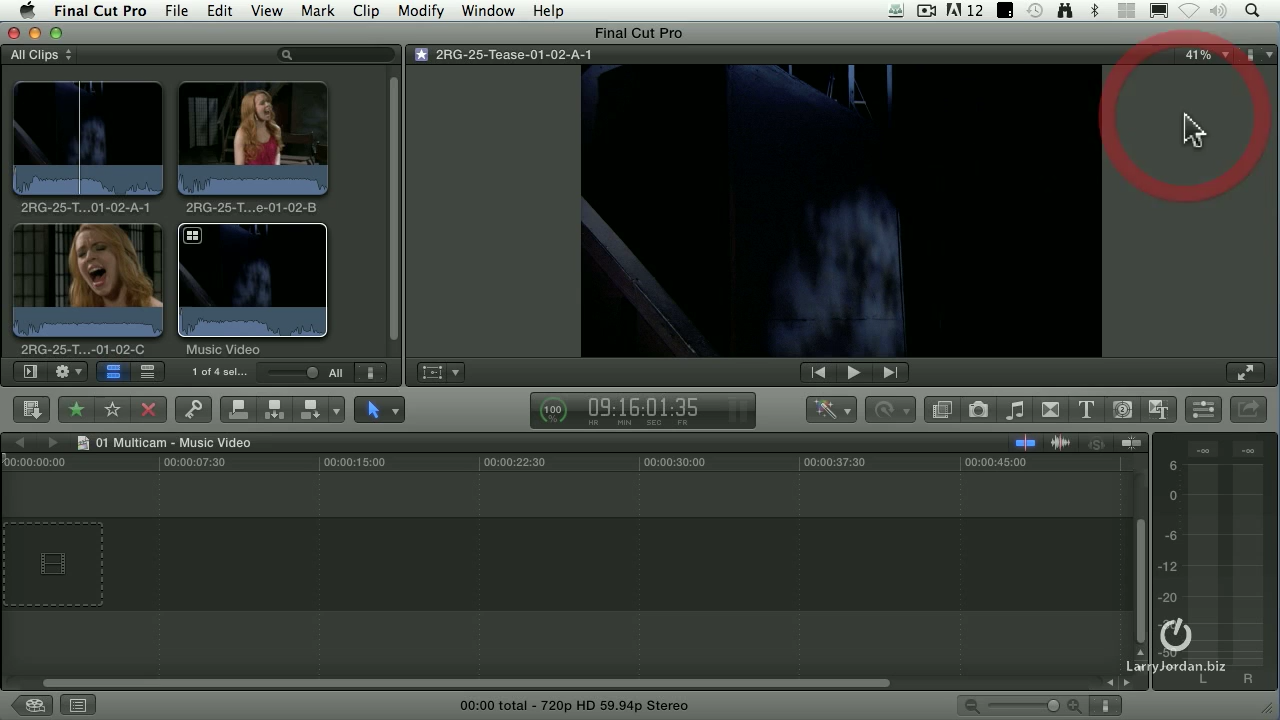 Final Cut Pro File Edit View Mark Clip Modify Window Help 12
Final Cut Pro
All Clips
2RG-25-Tease-01-02-A-1 41%
2RG-25-T...01-02-A-1 2RG-25-T...e-01-02-B
2RG-25-T...-01-02-C Music Video
1 of 4 sel... All
100 % 09:16:01:35
HR MIN SEC FR
01 Multicam - Music Video
00:00:00:00 00:00:07:30 00:00:15:00 00:00:22:30 00:00:30:00 00:00:37:30 00:00:45:00
-∞ -∞
6
0
-6
-12
-20
-50
LarryJordan.biz
L R
00:00 total - 720p HD 59.94p Stereo